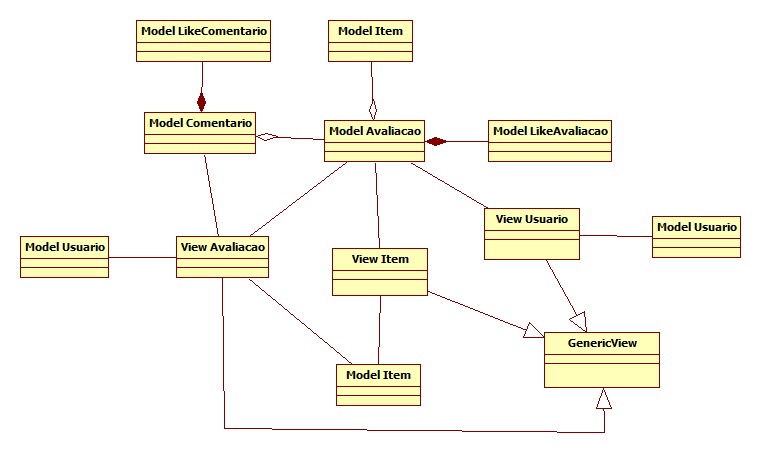 Model LikeComentario
Model Item
Model Comentario
Model Avaliacao
Model LikeAvaliacao
View Usuario
Model Usuario
Model Usuario
View Avaliacao
View Item
GenericView
Model Item